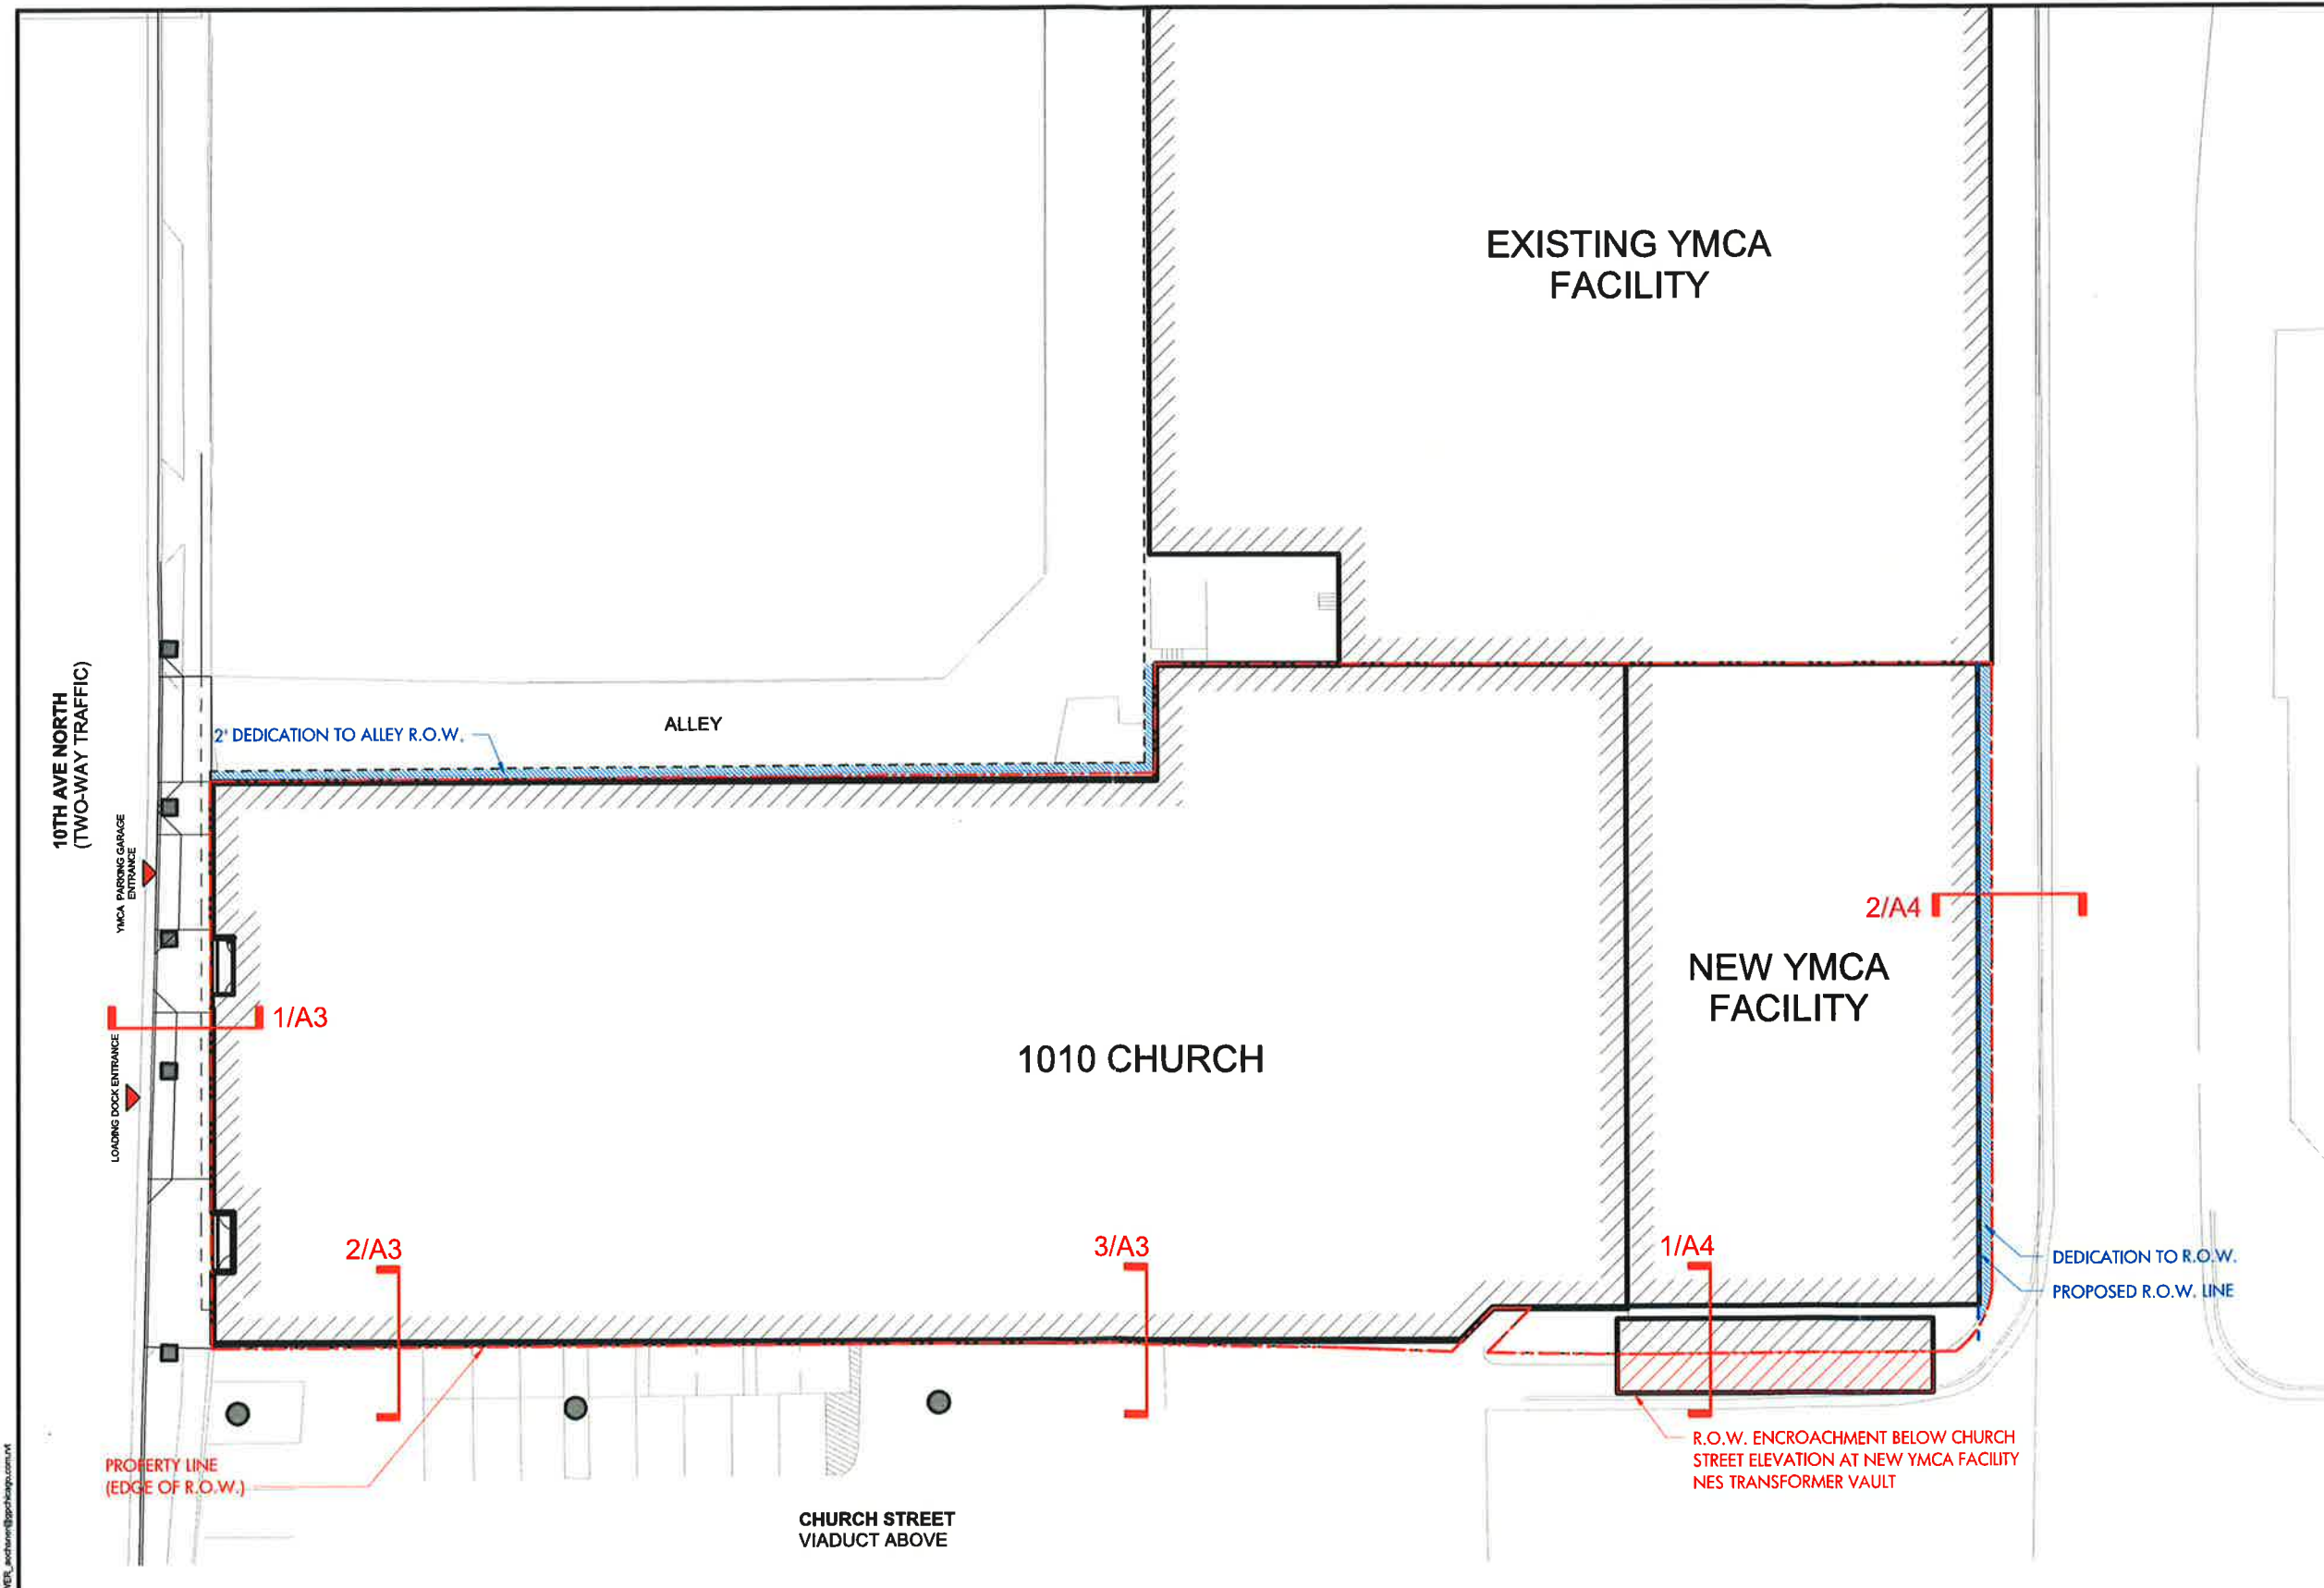 EXISTING YMCA
FACILITY
10TH AVE NORTH
(TWO-WAY TRAFFIC)
2' DEDICATION TO ALLEY R.O.W.
ALLEY
YMCA PARKING GARAGE
ENTRANCE
2/A4
NEW YMCA
FACILITY
1/A3
1010 CHURCH
LOADING DOCK ENTRANCE
2/A3
3/A3
1/A4
DEDICATION TO R.O.W.
PROPOSED R.O.W. LINE
PROPERTY LINE
(EDGE OF R.O.W.)
R.O.W. ENCROACHMENT BELOW CHURCH
STREET ELEVATION AT NEW YMCA FACILITY
NES TRANSFORMER VAULT
CHURCH STREET
VIADUCT ABOVE